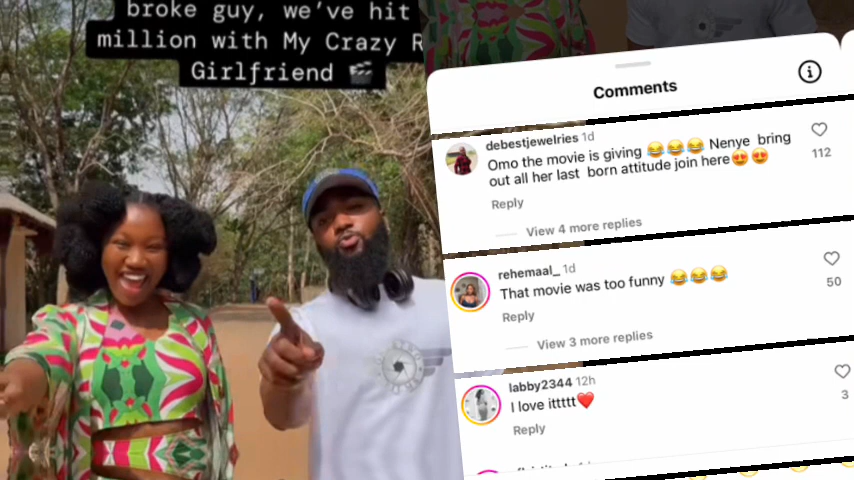 broke guy, we've hit
million with My Crazy R
Girlfriend 🎬
Comments
debestjewelries 1d
Omo the movie is giving 😂😂😂 Nenye bring
out all her last born attitude join here😍😍
112
Reply
View 4 more replies
rehemaal_ 1d
That movie was too funny 😂😂😂
50
Reply
View 3 more replies
labby2344 12h
I love ittttt❤️
3
Reply